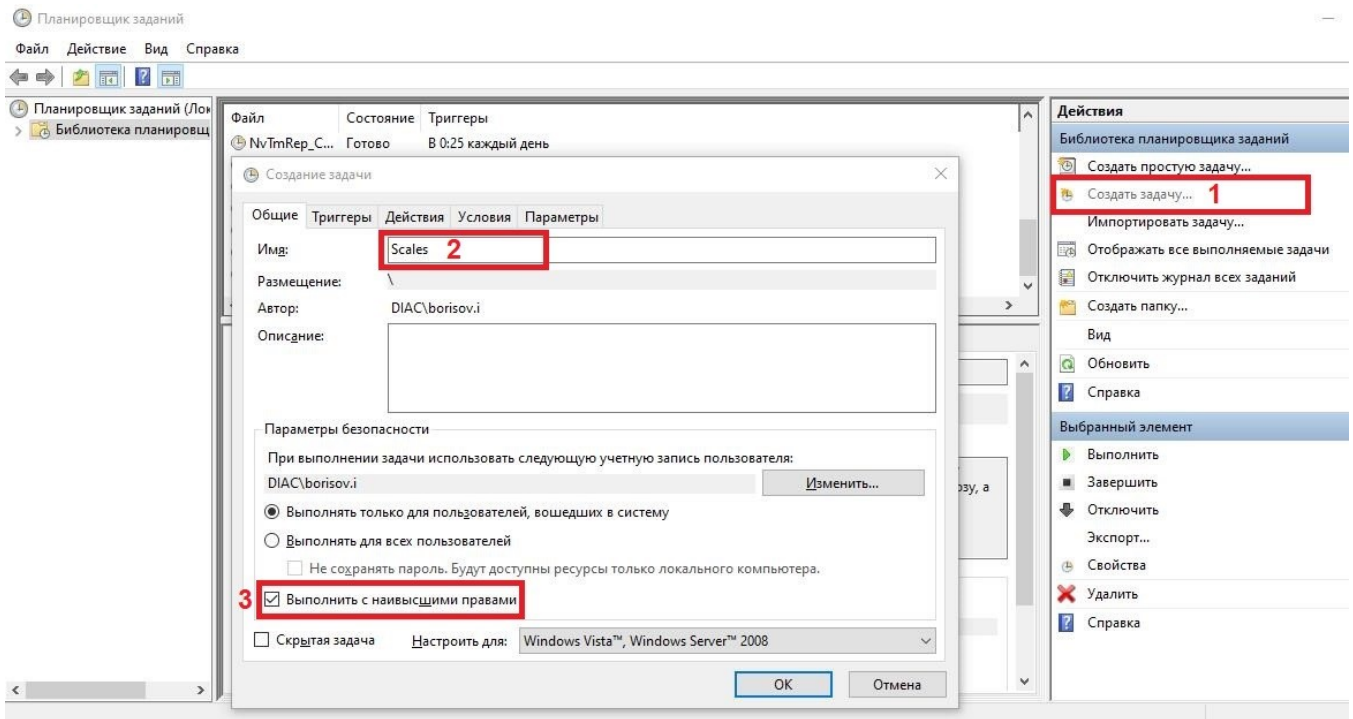 Планировщик заданий
Файл Действие Вид Справка
Планировщик заданий (Лок
Библиотека планировщ
Файл Состояние Триггеры
NvTmRep_C... Готово В 0:25 каждый день
Создание задачи
Общие Триггеры Действия Условия Параметры
Имя: Scales 2
Размещение: \
Автор: DIAC\borisov.i
Описание:
Параметры безопасности
При выполнении задачи использовать следующую учетную запись пользователя:
DIAC\borisov.i Изменить...
Выполнять только для пользователей, вошедших в систему
Выполнять для всех пользователей
Не сохранять пароль. Будут доступны ресурсы только локального компьютера.
3 Выполнить с наивысшими правами
Скрытая задача Настроить для: Windows Vista™, Windows Server™ 2008
OK Отмена
озу, а
Действия
Библиотека планировщика заданий
Создать простую задачу...
Создать задачу... 1
Импортировать задачу...
Отображать все выполняемые задачи
Отключить журнал всех заданий
Создать папку...
Вид
Обновить
Справка
Выбранный элемент
Выполнить
Завершить
Отключить
Экспорт...
Свойства
Удалить
Справка